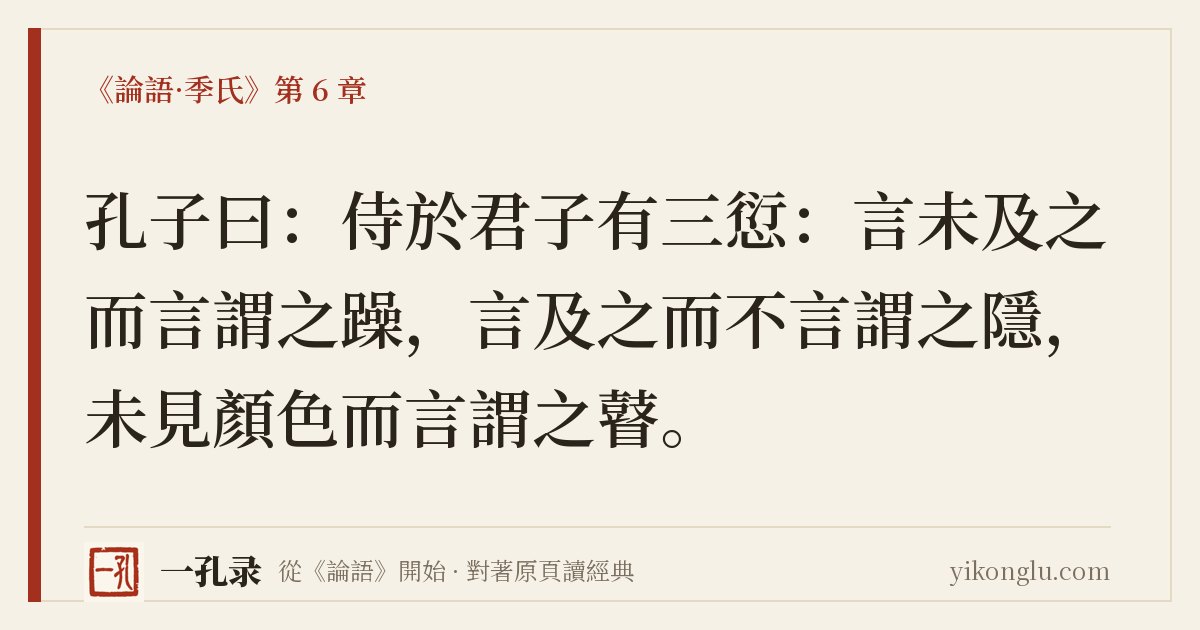 《論語·季氏》第 6 章
孔子曰：侍於君子有三愆：言未及之
而言謂之躁，言及之而不言謂之隱，
未見顏色而言謂之瞽。
一孔
一孔录
從《論語》開始 · 對著原頁讀經典
yikonglu.com